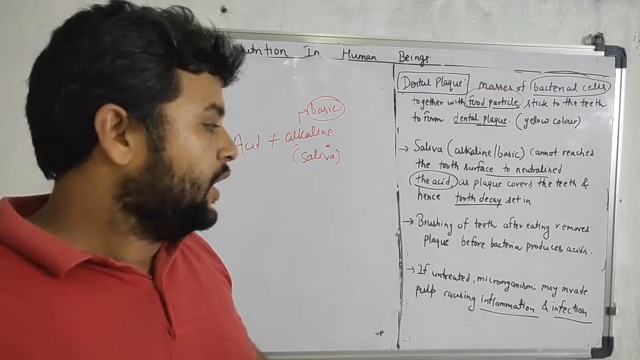 Nutrition In Human Beings
basic
Acid + alkaline
(saliva)
Dental Plaque: masses of bacterial cells
together with food particle stick to the teeth
to form dental plaque. (yellow colour)
→ Saliva (alkaline/basic) cannot reaches
the tooth surface to neutralised
the acid as plaque covers the teeth &
hence tooth decay set in.
→ Brushing of teeth after eating removes
plaque before bacteria produces acids.
→ If untreated, microrganism may invade
pulp causing inflammation & infection